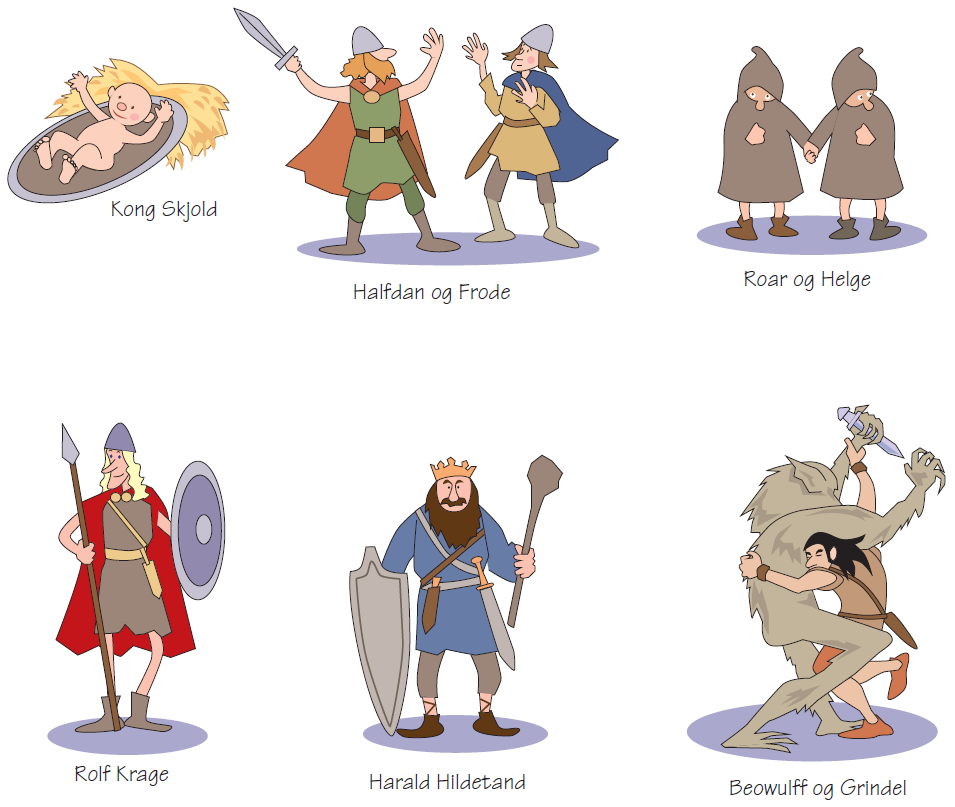 Kong Skjold
Halfdan og Frode
Roar og Helge
Rolf Krage
Harald Hildetand
Beowulff og Grindel